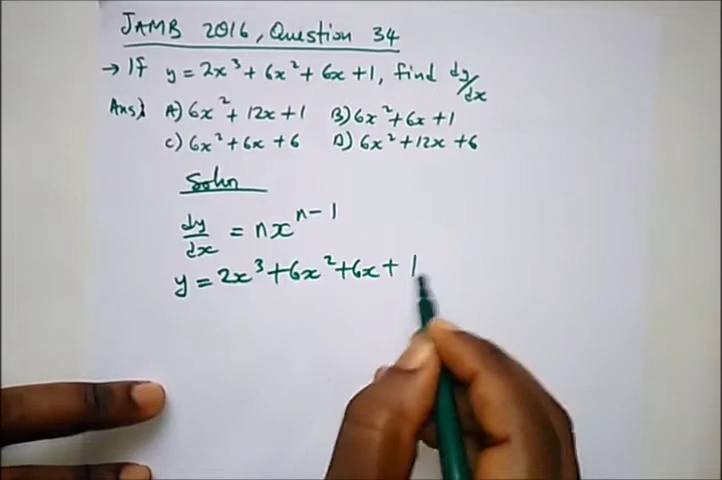 JAMB 2016, Question 34
→ If y = 2x³ + 6x² + 6x + 1, find dy/dx
Ans) A) 6x² + 12x + 1 B) 6x² + 6x + 1
C) 6x² + 6x + 6 D) 6x² + 12x + 6
Soln
dy/dx = nx^(n-1)
y = 2x³ + 6x² + 6x + 1